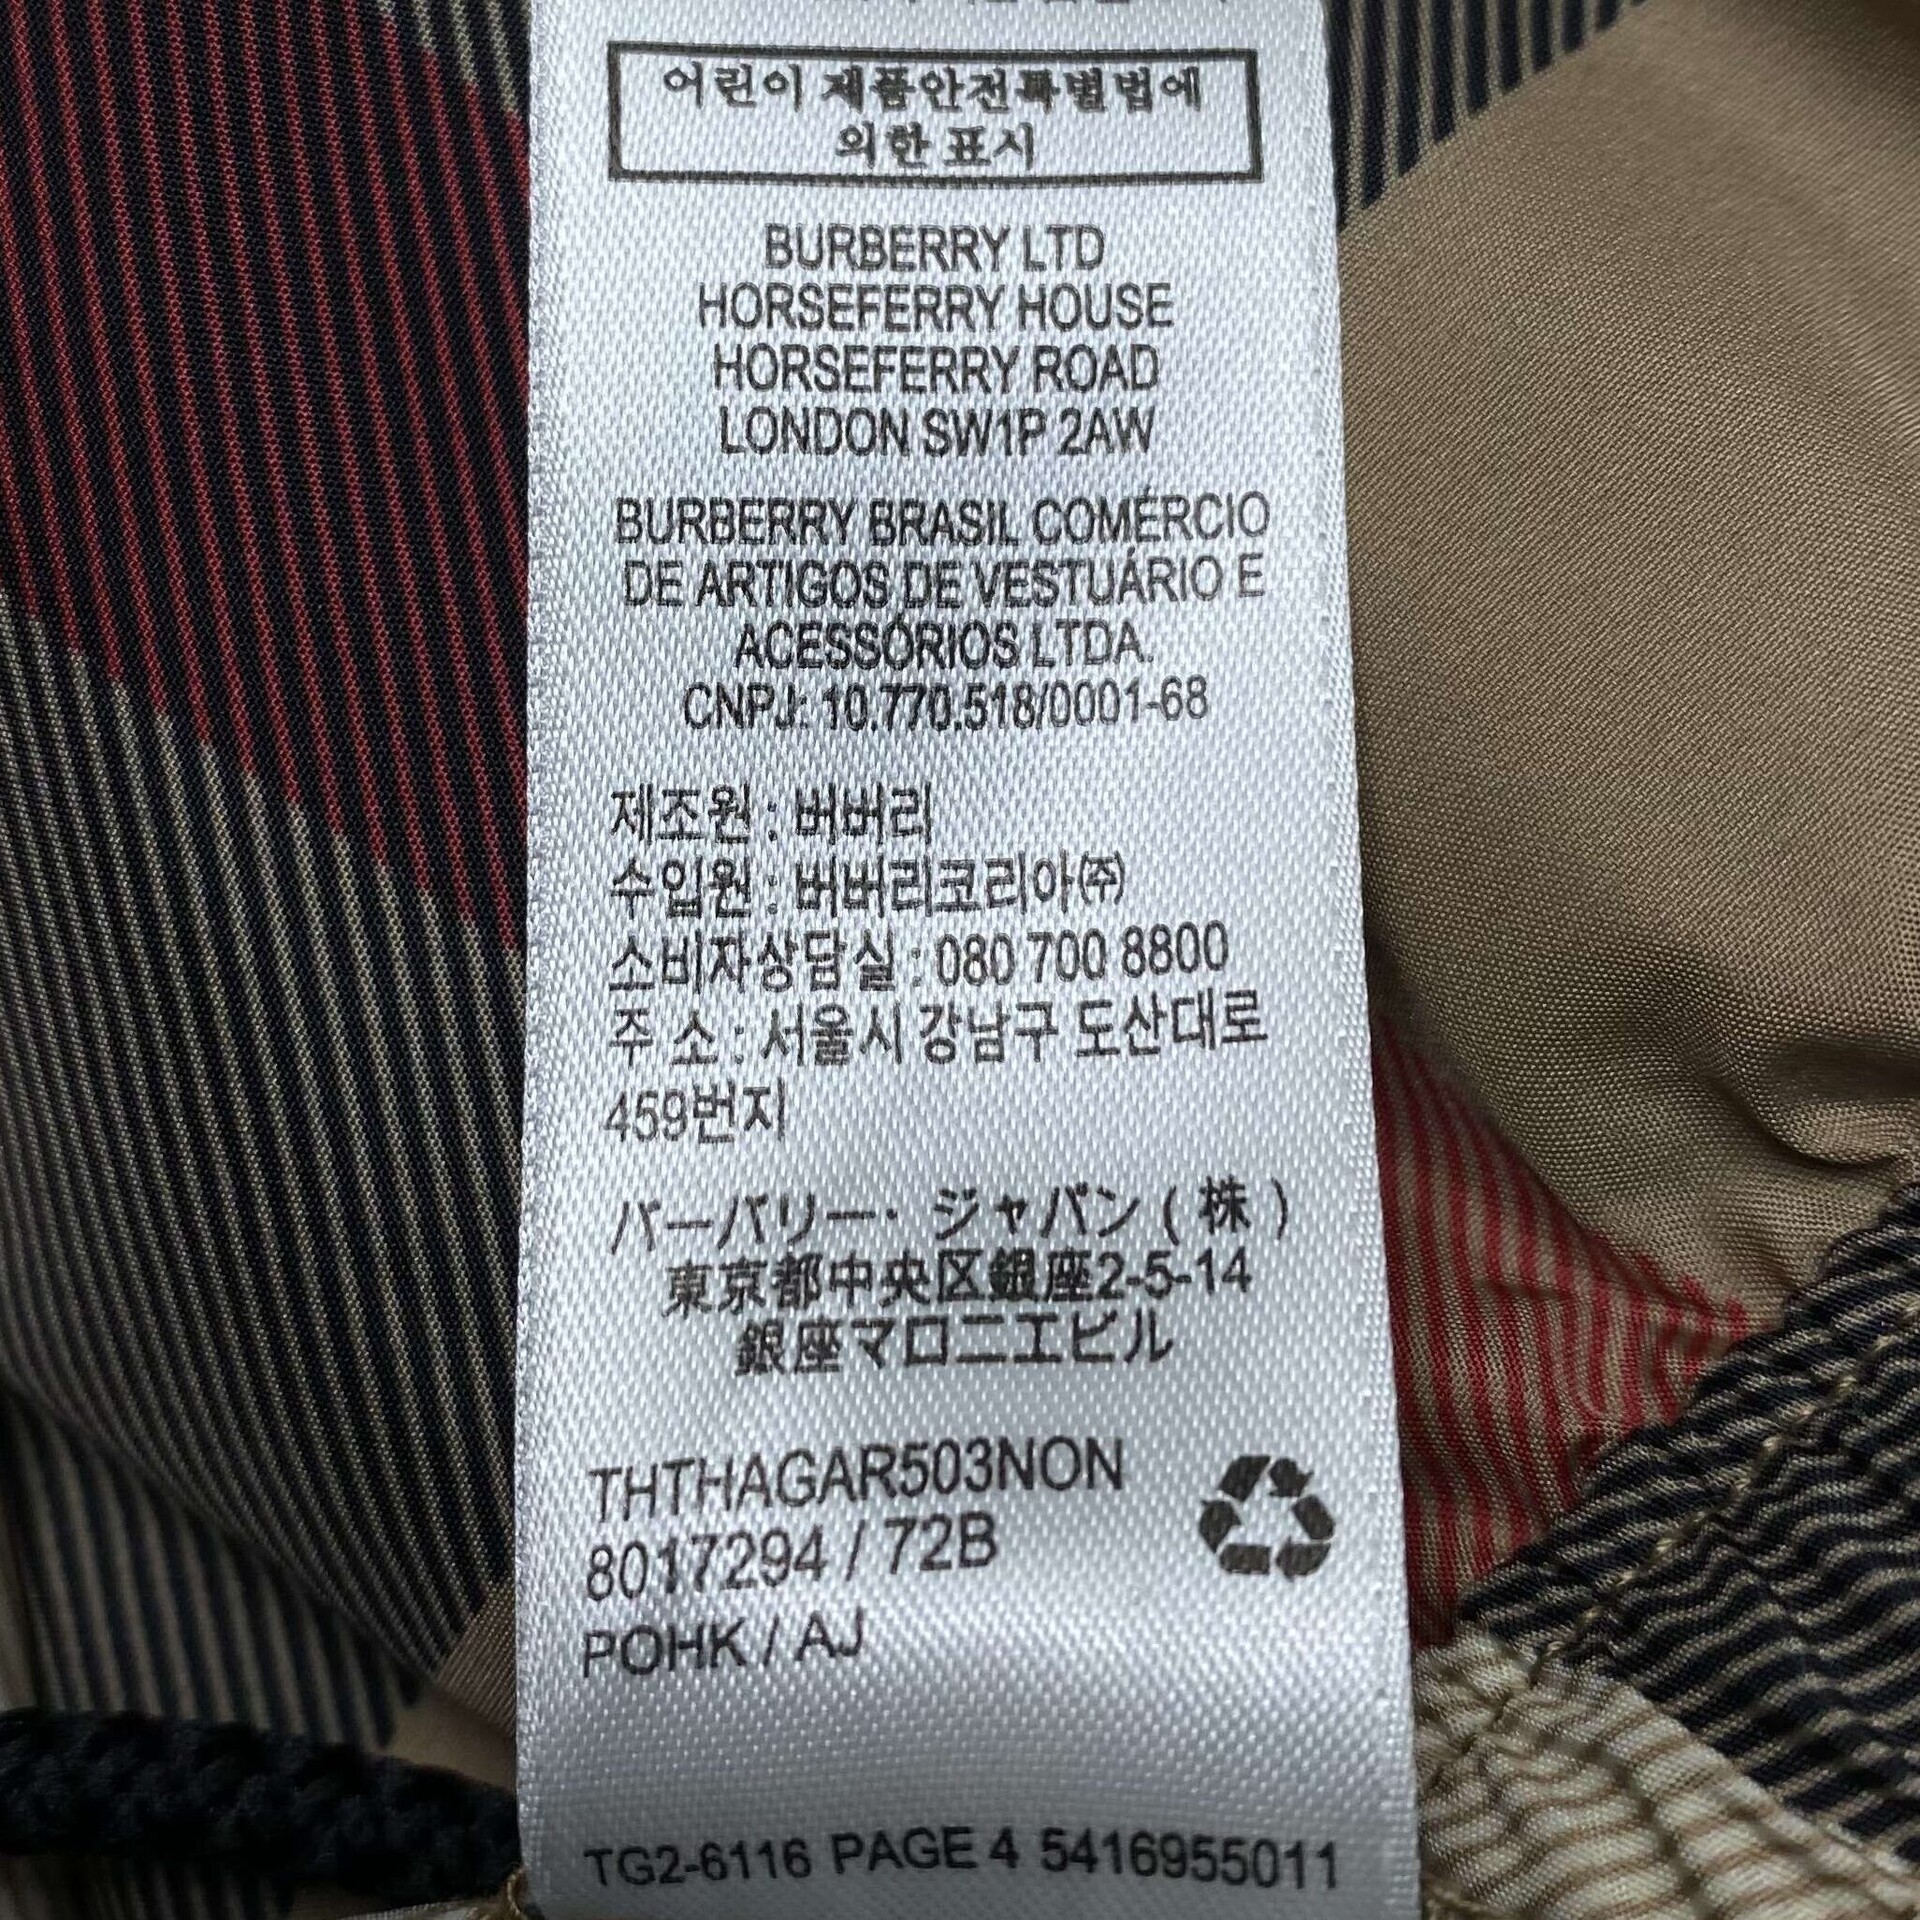 어린이 제품안전특별법에
의한 표시
BURBERRY LTD
HORSEFERRY HOUSE
HORSEFERRY ROAD
LONDON SW1P 2AW
BURBERRY BRASIL COMÉRCIO
DE ARTIGOS DE VESTUÁRIO E
ACESSÓRIOS LTDA.
CNPJ: 10.770.518/0001-68
제조원 : 버버리
수입원 : 버버리코리아㈜
소비자상담실 : 080 700 8800
주 소 : 서울시 강남구 도산대로
459번지
バーバリー・ジャパン ( 株 )
東京都中央区銀座2-5-14
銀座マロニエビル
THTHAGAR503NON
8017294 / 72B
POHK / AJ
TG2-6116 PAGE 4 5416955011